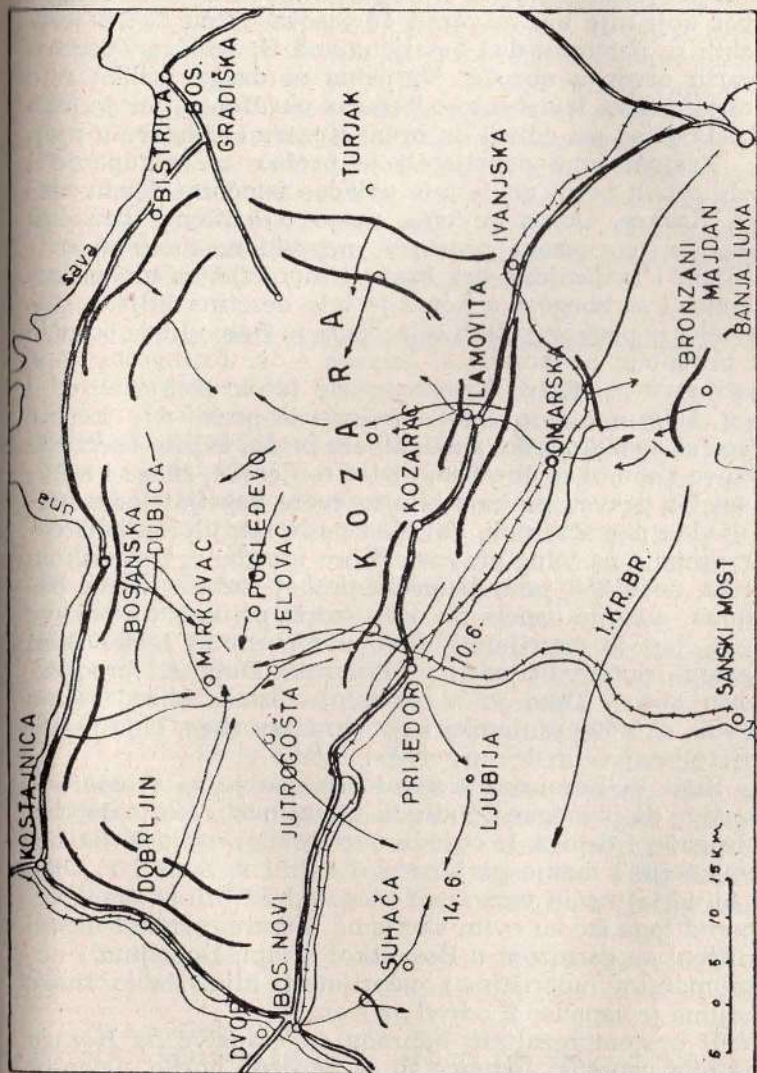 KOSTAJNICA
una
sava
BISTRICA
BOS.
GRADIŠKA
BOSANSKA
DUBICA
DOBRLJIN
MIRKOVAC
POGLEĐEVO
JELOVAC
TURJAK
DVOR
BOS. NOVI
JUTROGOŠTA
KOZARA
SUHAČA
PRIJEDOR
KOZARAC
LAMOVITA
IVANJSKA
10.6.
LJUBIJA
14.6.
OMARSKA
1. KR. BR.
BRONZANI
MAJDAN
SANSKI MOST
BANJA LUKA
5 0 5 10 15 km